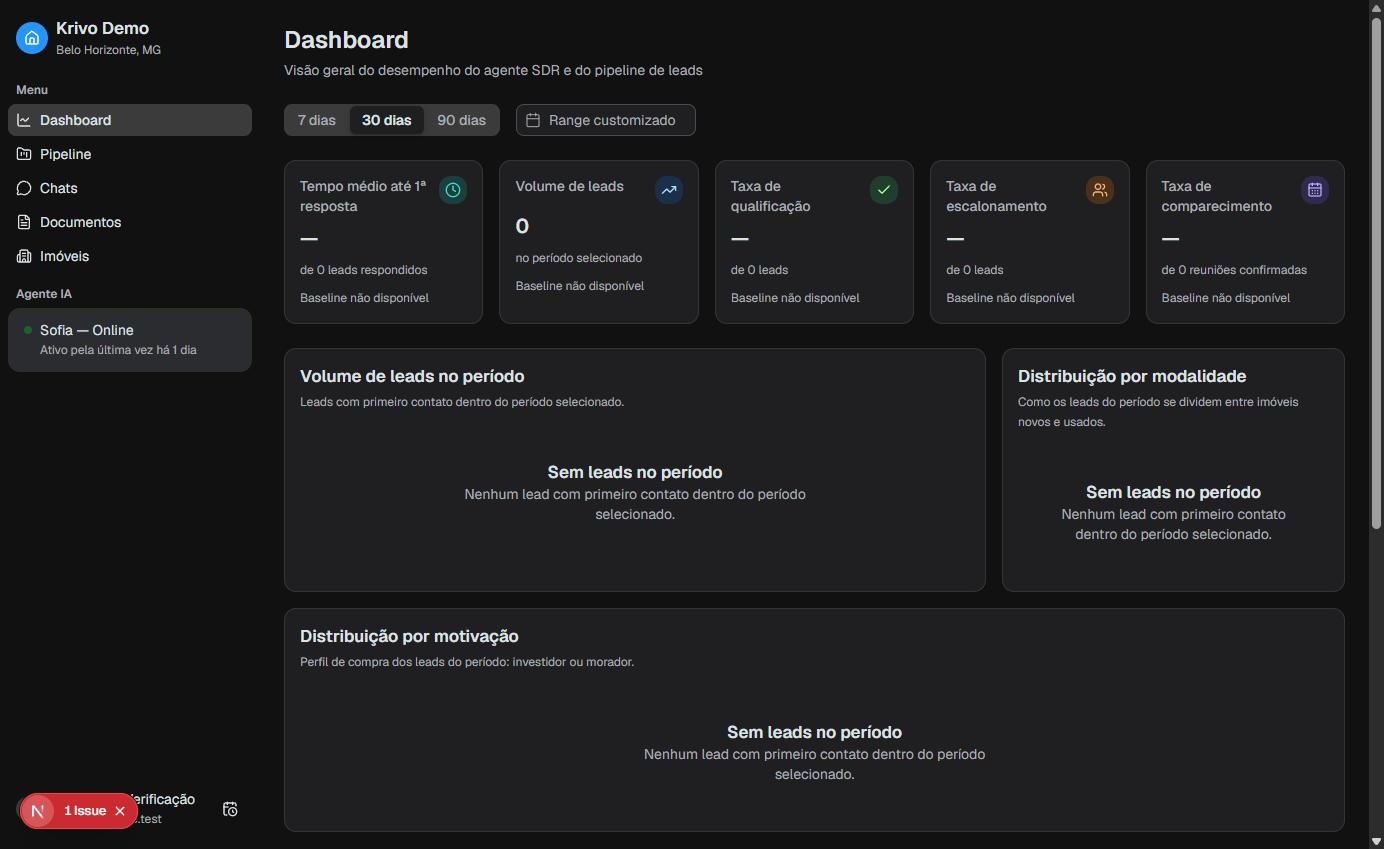 Krivo Demo
Belo Horizonte, MG
Menu
Dashboard
Pipeline
Chats
Documentos
Imóveis
Agente IA
Sofia — Online
Ativo pela última vez há 1 dia
N
1 Issue
erificação
..test
Dashboard
Visão geral do desempenho do agente SDR e do pipeline de leads
7 dias
30 dias
90 dias
Range customizado
Tempo médio até 1ª
resposta
—
de 0 leads respondidos
Baseline não disponível
Volume de leads
0
no período selecionado
Baseline não disponível
Taxa de
qualificação
—
de 0 leads
Baseline não disponível
Taxa de
escalonamento
—
de 0 leads
Baseline não disponível
Taxa de
comparecimento
—
de 0 reuniões confirmadas
Baseline não disponível
Volume de leads no período
Leads com primeiro contato dentro do período selecionado.
Sem leads no período
Nenhum lead com primeiro contato dentro do período
selecionado.
Distribuição por modalidade
Como os leads do período se dividem entre imóveis
novos e usados.
Sem leads no período
Nenhum lead com primeiro contato
dentro do período selecionado.
Distribuição por motivação
Perfil de compra dos leads do período: investidor ou morador.
Sem leads no período
Nenhum lead com primeiro contato dentro do período
selecionado.